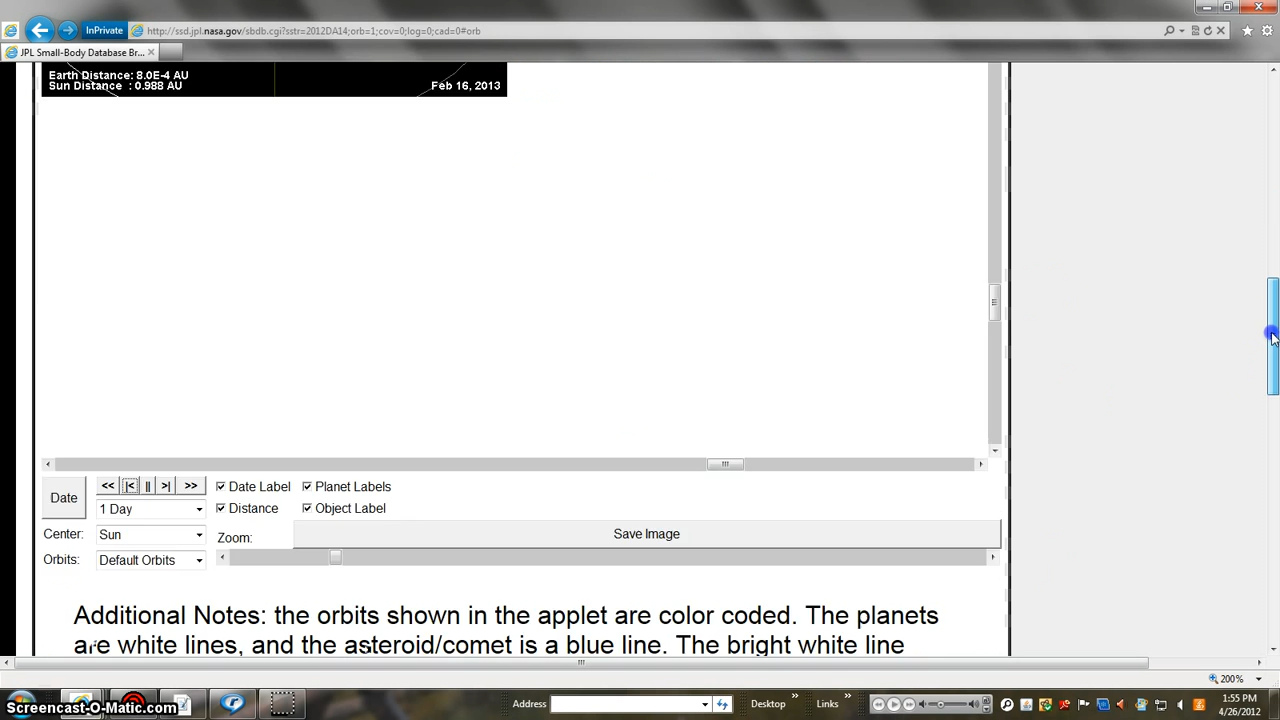 InPrivate http://ssd.jpl.nasa.gov/sbdb.cgi?sstr=2012DA14;orb=1;cov=0;log=0;cad=0#orb
JPL Small-Body Database Br...
Earth Distance: 8.0E-4 AU
Sun Distance : 0.988 AU
Feb 16, 2013
Date
<< |< || >| >>
Date Label
Planet Labels
1 Day
Distance
Object Label
Center: Sun
Zoom:
Save Image
Orbits: Default Orbits
Additional Notes: the orbits shown in the applet are color coded. The planets
are white lines, and the asteroid/comet is a blue line. The bright white line
200%
Screencast-O-Matic.com
Address
Desktop
Links
1:55 PM
4/26/2012